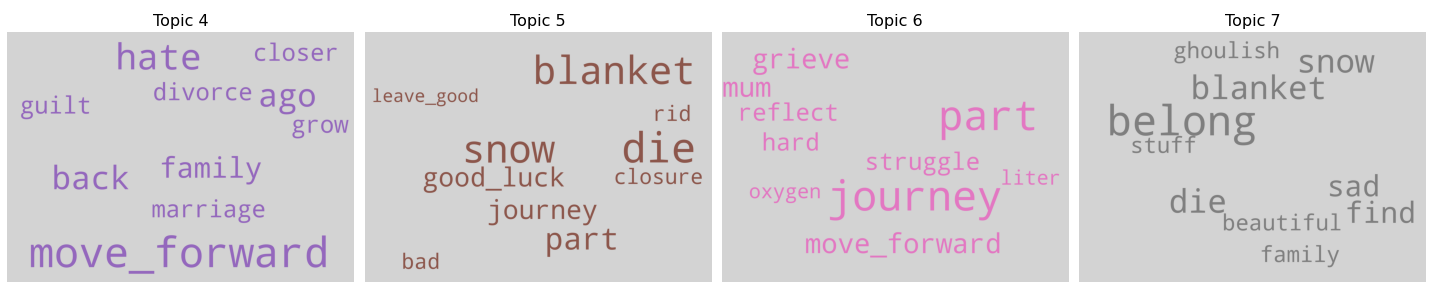 Topic 4
hate
closer
divorce
ago
guilt
grow
family
back
marriage
move_forward
Topic 5
blanket
leave_good
rid
snow
die
good_luck
closure
journey
part
bad
Topic 6
grieve
mum
reflect
part
hard
struggle
liter
oxygen
journey
move_forward
Topic 7
ghoulish
snow
blanket
belong
stuff
sad
die
find
beautiful
family